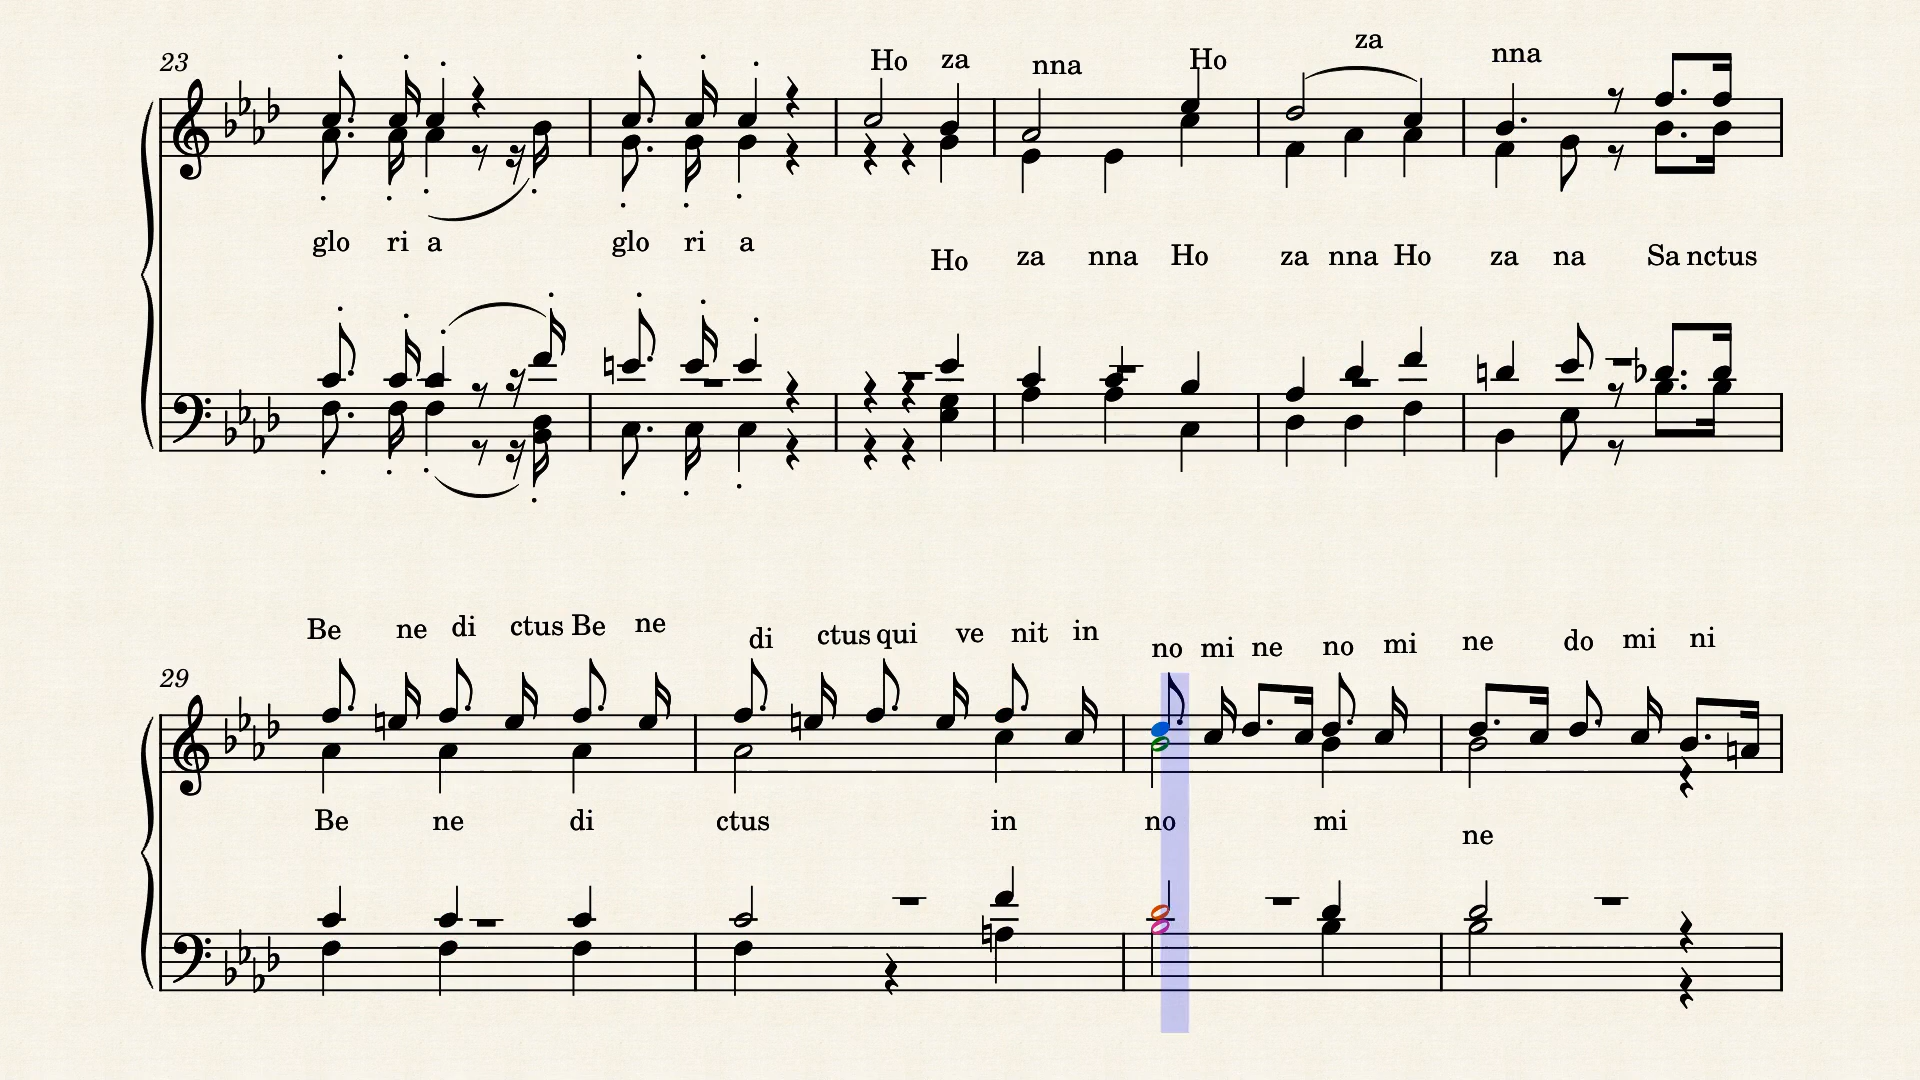 23
Ho za nna Ho za nna
glo ri a glo ri a Ho za nna Ho za nna Ho za na Sa nctus
29
Be ne di ctus Be ne di ctus qui ve nit in no mi ne no mi ne do mi ni
Be ne di ctus in no mi ne